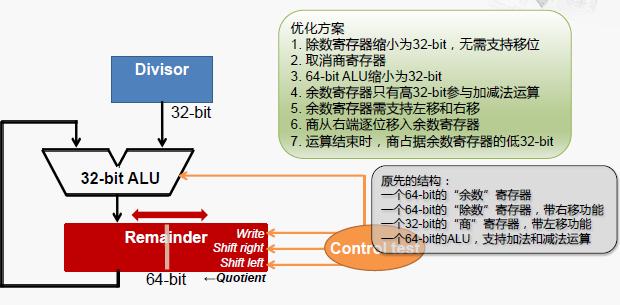 优化方案
1. 除数寄存器缩小为32-bit，无需支持移位
2. 取消商寄存器
3. 64-bit ALU缩小为32-bit
4. 余数寄存器只有高32-bit参与加减法运算
5. 余数寄存器需支持左移和右移
6. 商从右端逐位移入余数寄存器
7. 运算结束时，商占据余数寄存器的低32-bit
Divisor
32-bit
32-bit ALU
原先的结构：
一个64-bit的“余数”寄存器
一个64-bit的“除数”寄存器，带右移功能
一个32-bit的“商”寄存器，带左移功能
一个64-bit的ALU，支持加法和减法运算
Remainder
Write
Shift right
Shift left
Control test
64-bit
←Quotient